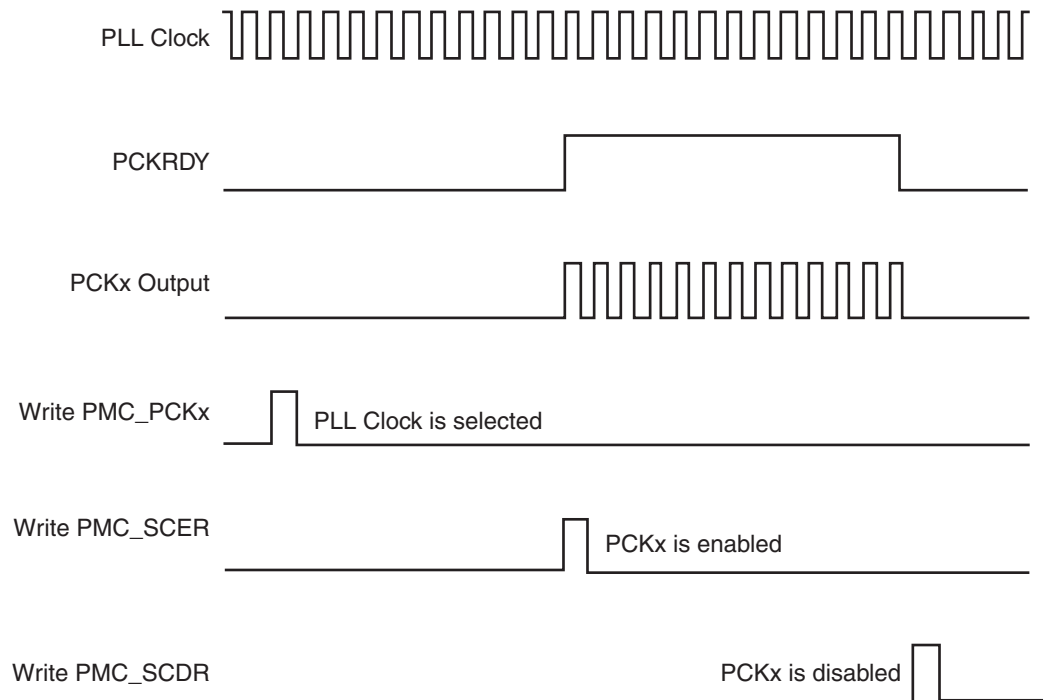 PLL Clock
PCKRDY
PCKx Output
Write PMC_PCKx
PLL Clock is selected
Write PMC_SCER
PCKx is enabled
Write PMC_SCDR
PCKx is disabled